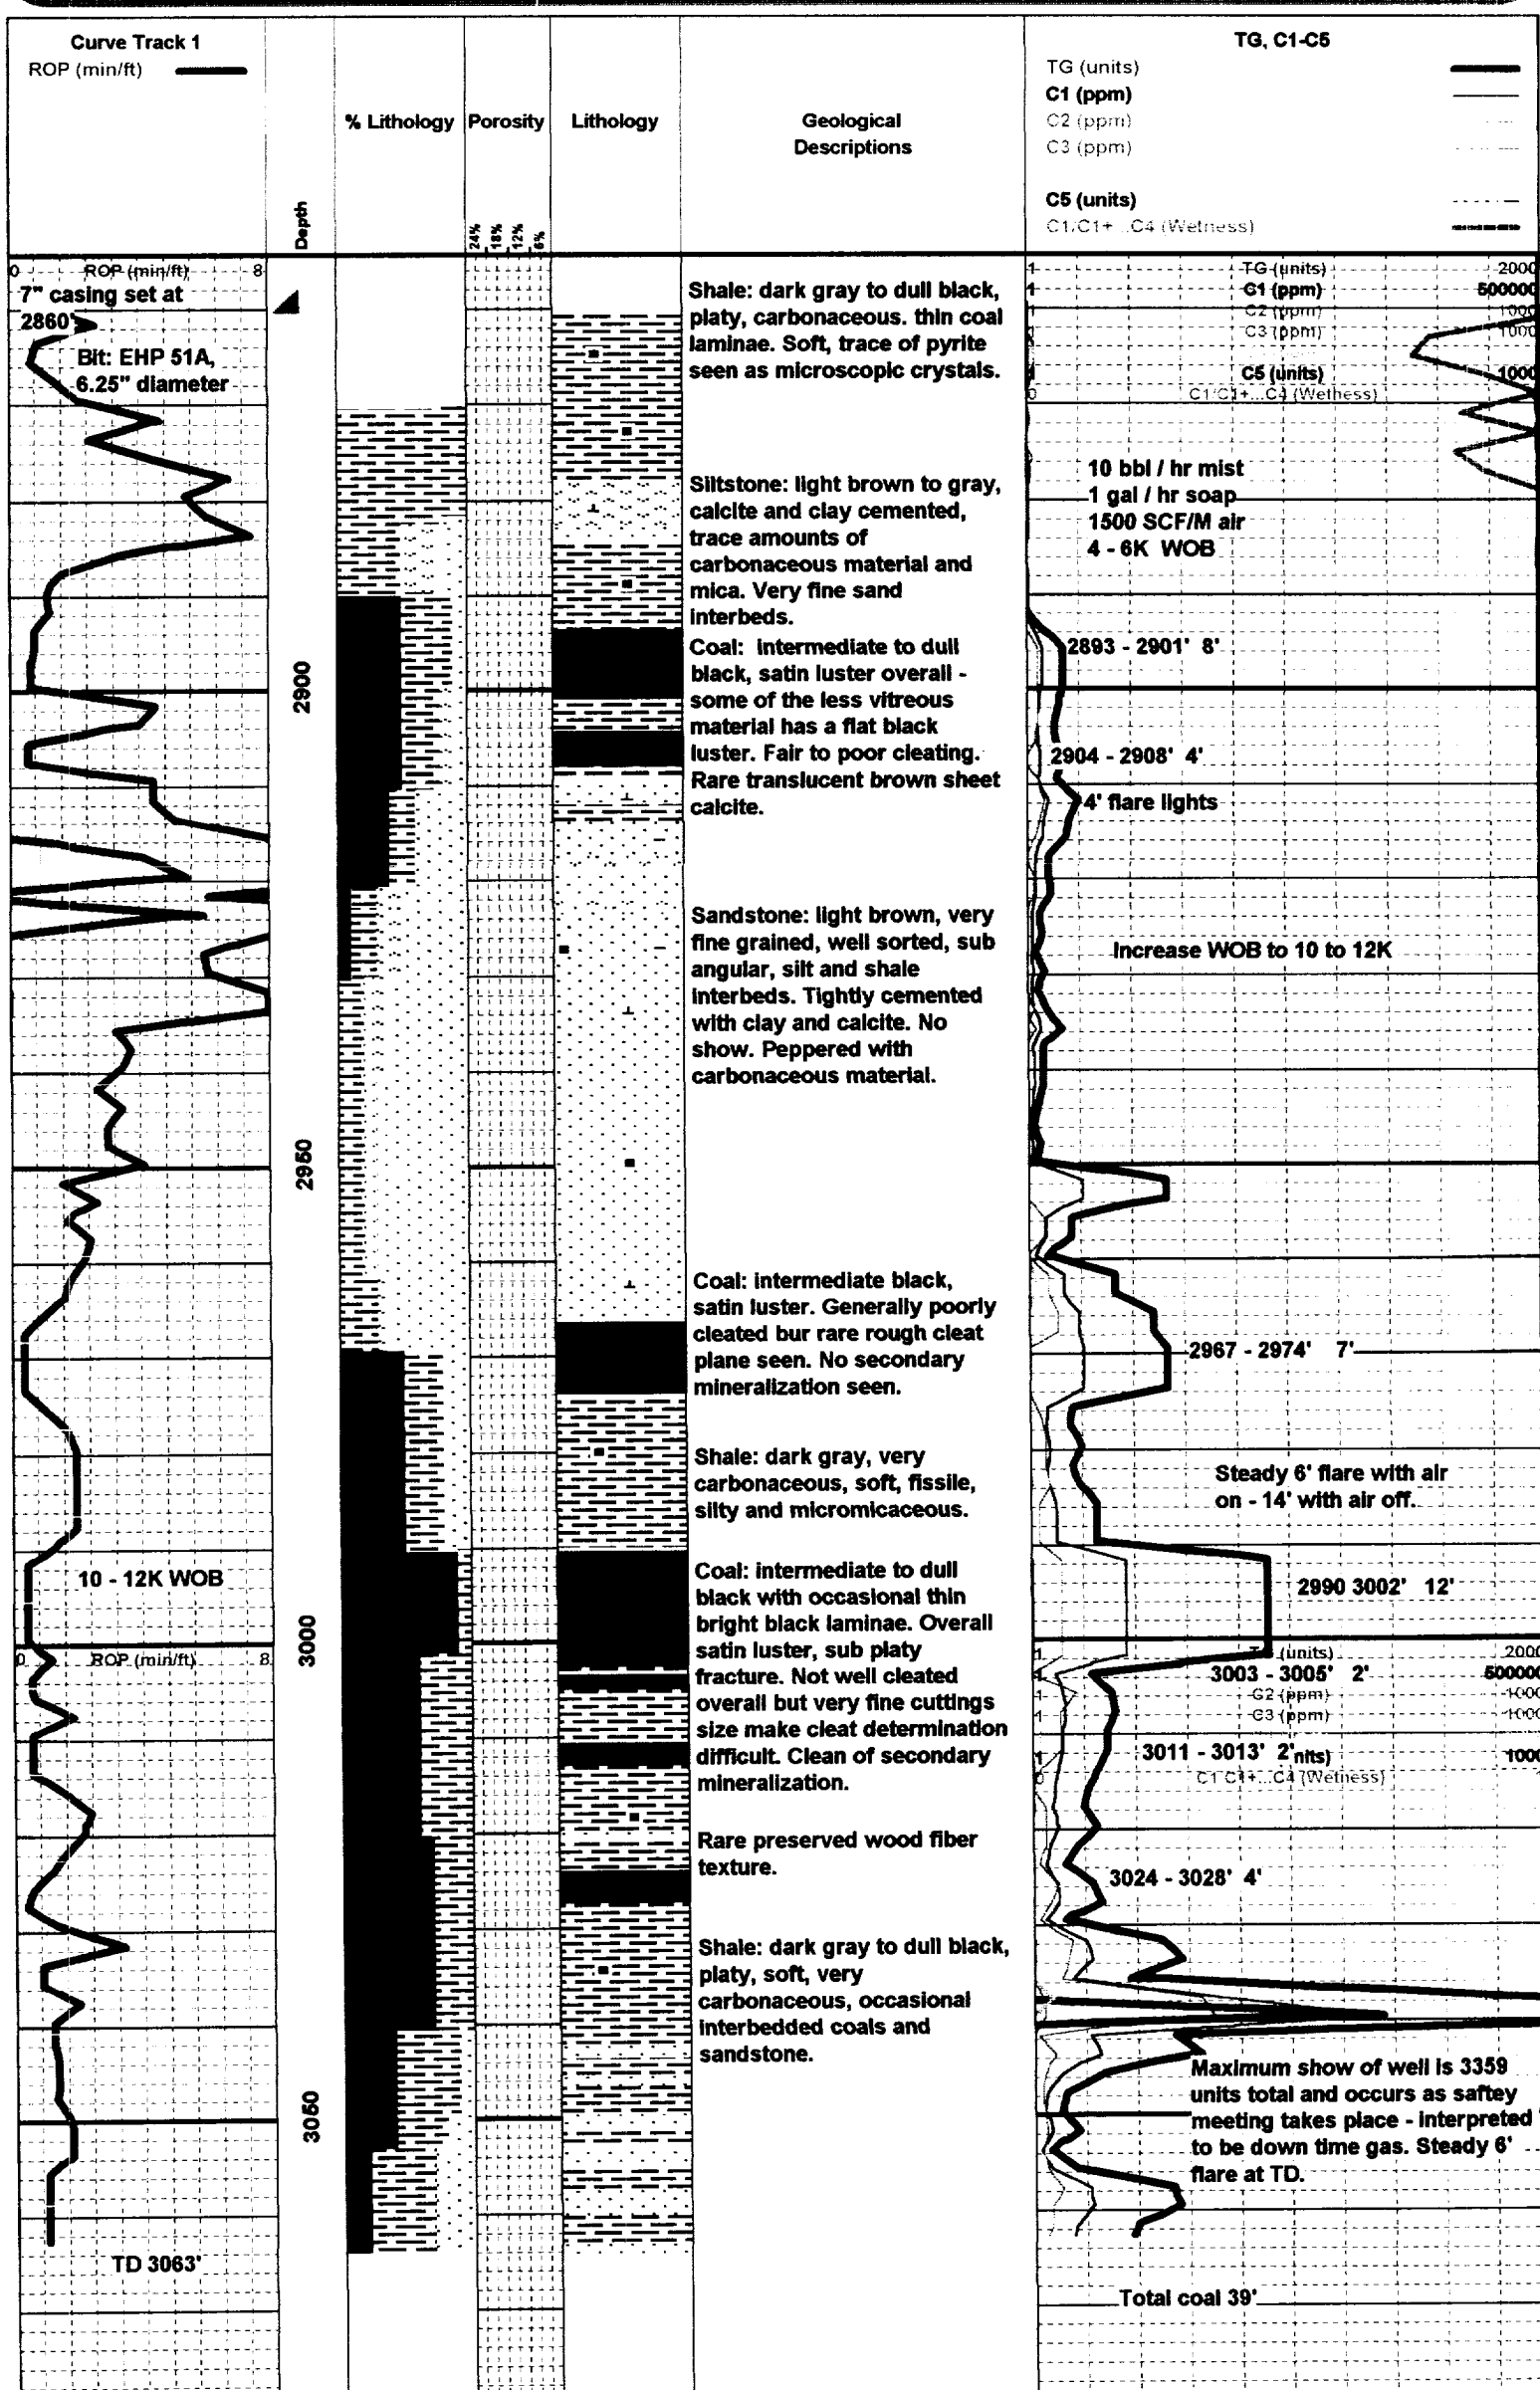 Curve Track 1
ROP (min/ft)
Depth
% Lithology
Porosity
24%
18%
12%
6%
Lithology
Geological
Descriptions
TG, C1-C5
TG (units)
C1 (ppm)
C2 (ppm)
C3 (ppm)
C5 (units)
C1/C1+...C4 (Wetness)
0 ROP (min/ft) 8
7" casing set at
2860'
Bit: EHP 51A,
6.25" diameter
1 TG (units) 2000
1 C1 (ppm) 500000
C2 (ppm) 1000
C3 (ppm) 1000
1 C5 (units) 1000
0 C1/C1+...C4 (Wetness)
Shale: dark gray to dull black,
platy, carbonaceous. thin coal
laminae. Soft, trace of pyrite
seen as microscopic crystals.
10 bbl / hr mist
1 gal / hr soap
1500 SCF/M air
4 - 6K WOB
Siltstone: light brown to gray,
calcite and clay cemented,
trace amounts of
carbonaceous material and
mica. Very fine sand
interbeds.
Coal: intermediate to dull
black, satin luster overall -
some of the less vitreous
material has a flat black
luster. Fair to poor cleating.
Rare translucent brown sheet
calcite.
2893 - 2901' 8'
2900
2904 - 2908' 4'
4' flare lights
Sandstone: light brown, very
fine grained, well sorted, sub
angular, silt and shale
interbeds. Tightly cemented
with clay and calcite. No
show. Peppered with
carbonaceous material.
Increase WOB to 10 to 12K
2950
Coal: intermediate black,
satin luster. Generally poorly
cleated bur rare rough cleat
plane seen. No secondary
mineralization seen.
2967 - 2974' 7'
Shale: dark gray, very
carbonaceous, soft, fissile,
silty and micromicaceous.
Steady 6' flare with air
on - 14' with air off.
10 - 12K WOB
Coal: intermediate to dull
black with occasional thin
bright black laminae. Overall
satin luster, sub platy
fracture. Not well cleated
overall but very fine cuttings
size make cleat determination
difficult. Clean of secondary
mineralization.
2990 3002' 12'
3000
0 ROP (min/ft) 8
1 (units) 2000
3003 - 3005' 2' 500000
1 C2 (ppm) 1000
1 C3 (ppm) 1000
1 3011 - 3013' 2' nits) 1000
0 C1 C1+...C4 (Wetness)
Rare preserved wood fiber
texture.
3024 - 3028' 4'
Shale: dark gray to dull black,
platy, soft, very
carbonaceous, occasional
interbedded coals and
sandstone.
3050
Maximum show of well is 3359
units total and occurs as saftey
meeting takes place - interpreted
to be down time gas. Steady 6'
flare at TD.
TD 3063'
Total coal 39'